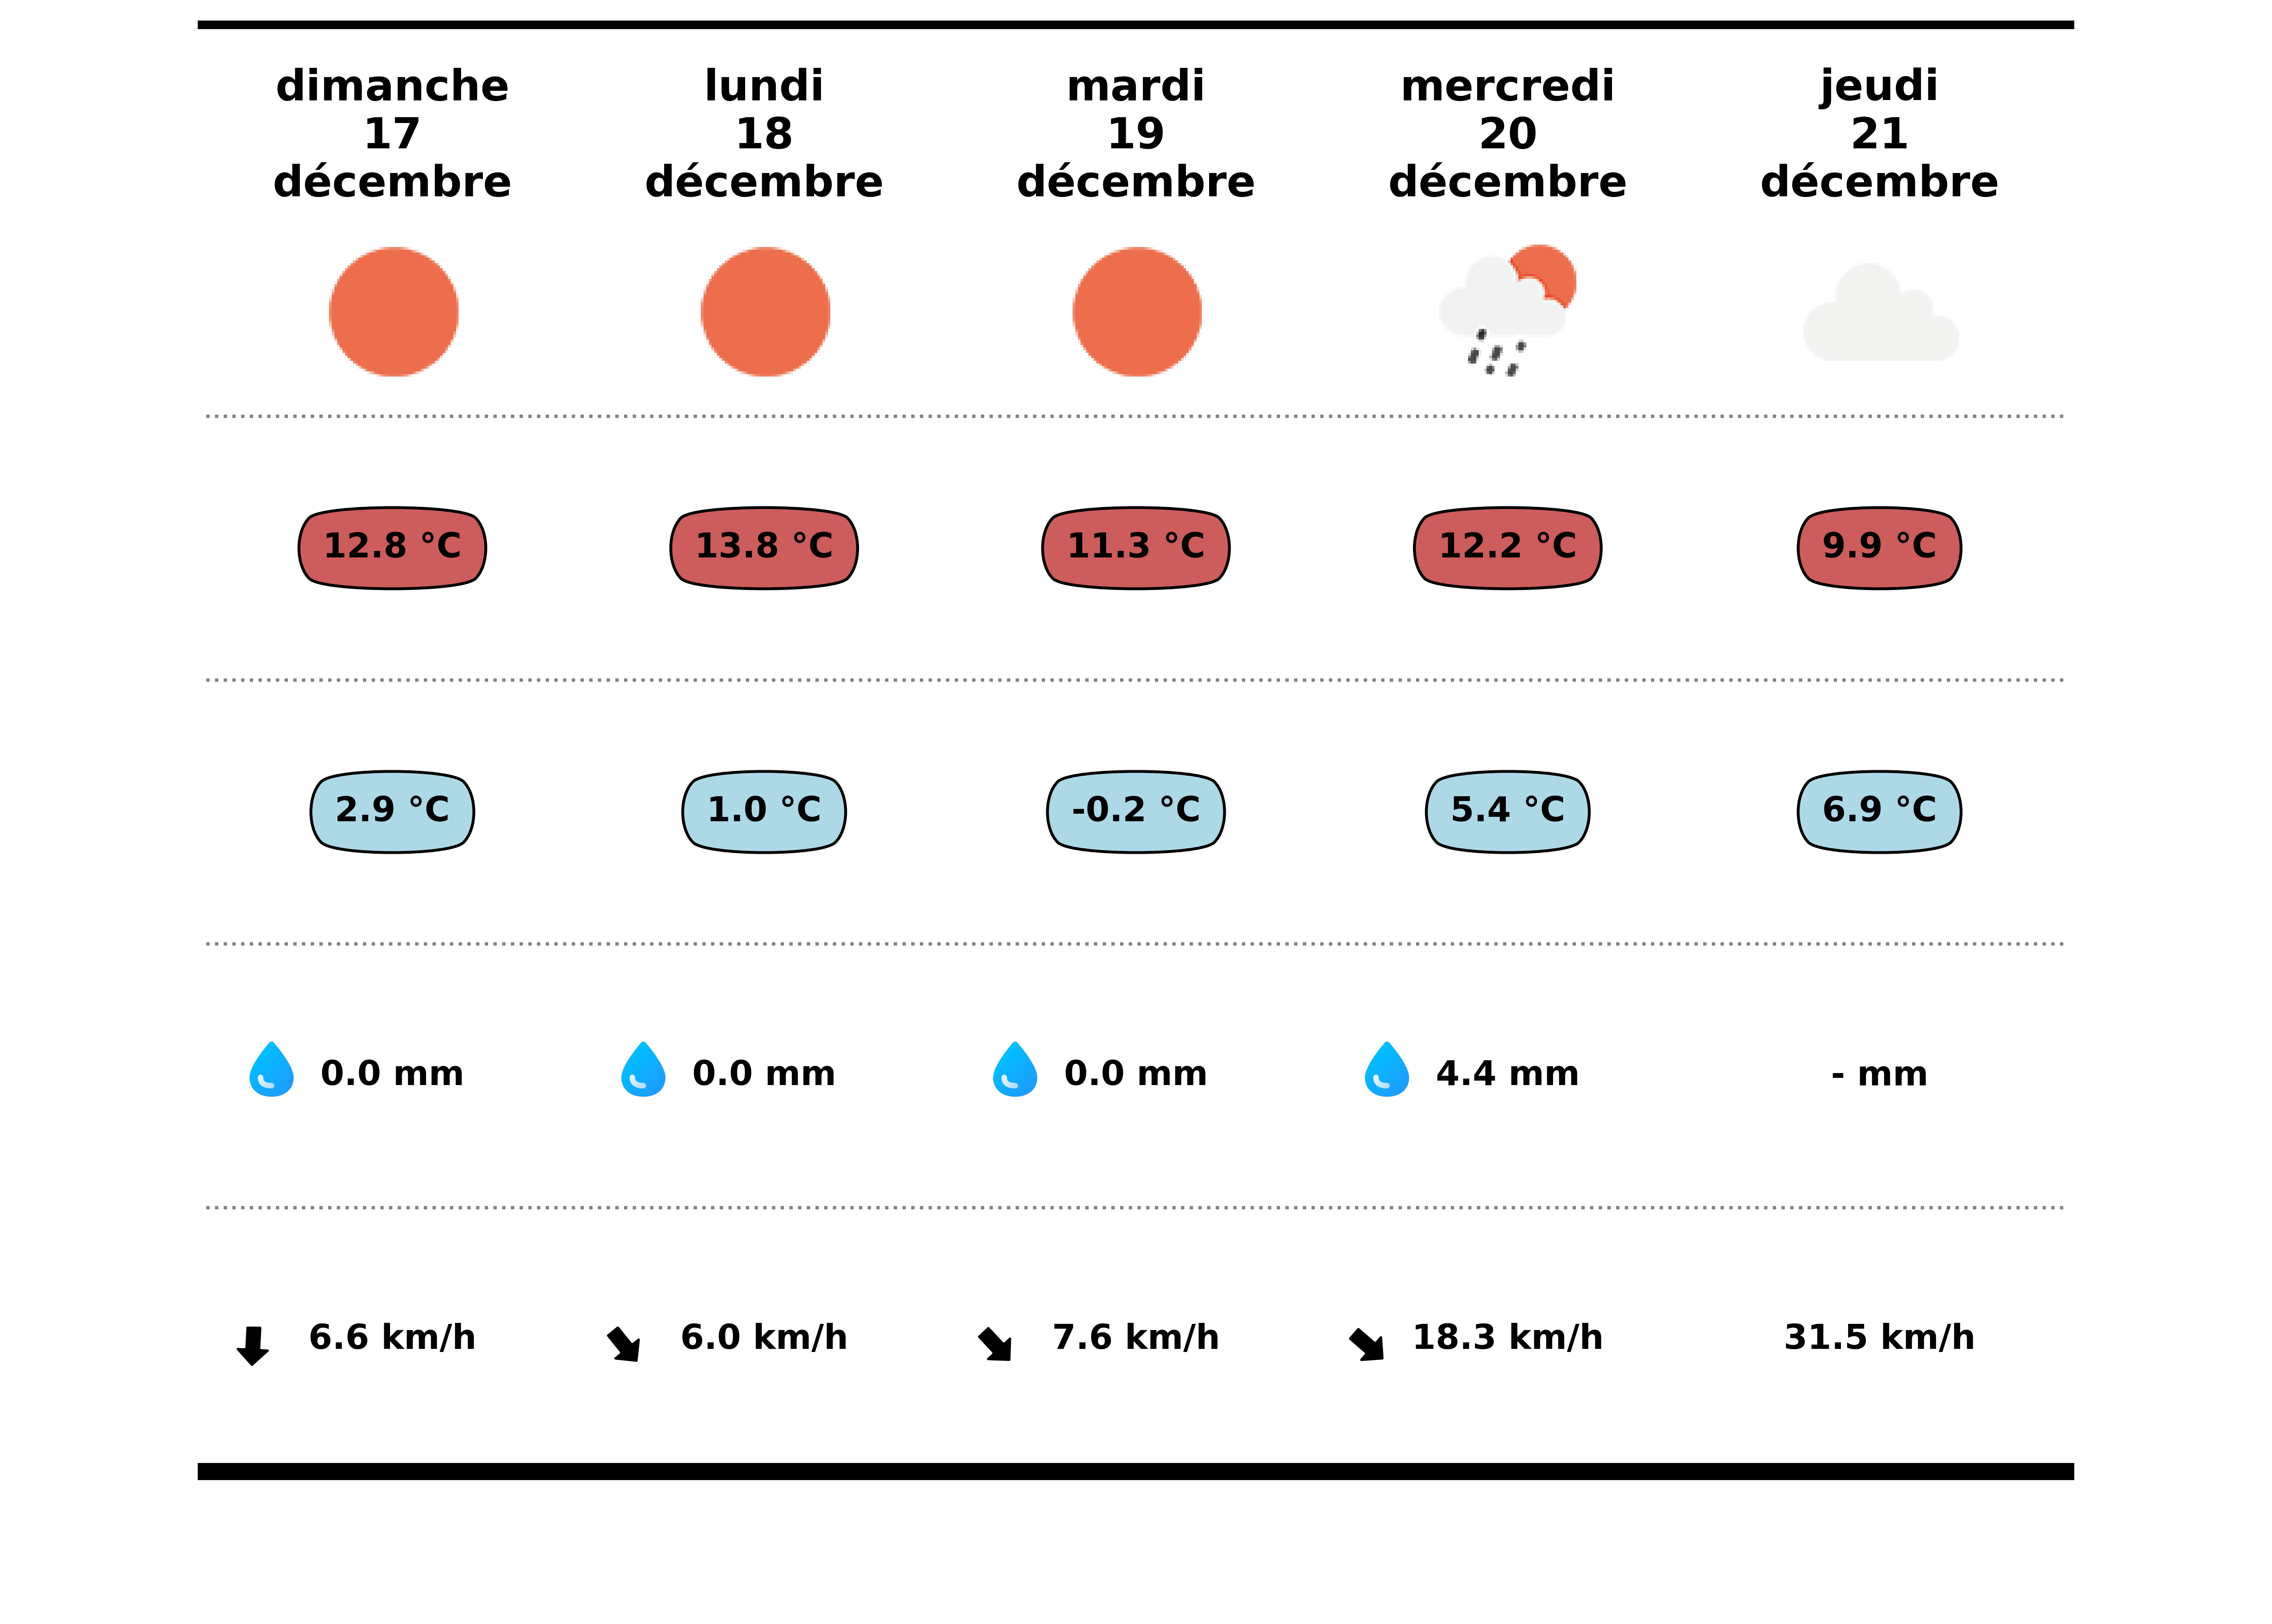 dimanche
17
décembre
lundi
18
décembre
mardi
19
décembre
mercredi
20
décembre
jeudi
21
décembre
12.8 °C
13.8 °C
11.3 °C
12.2 °C
9.9 °C
2.9 °C
1.0 °C
-0.2 °C
5.4 °C
6.9 °C
0.0 mm
0.0 mm
0.0 mm
4.4 mm
- mm
6.6 km/h
6.0 km/h
7.6 km/h
18.3 km/h
31.5 km/h